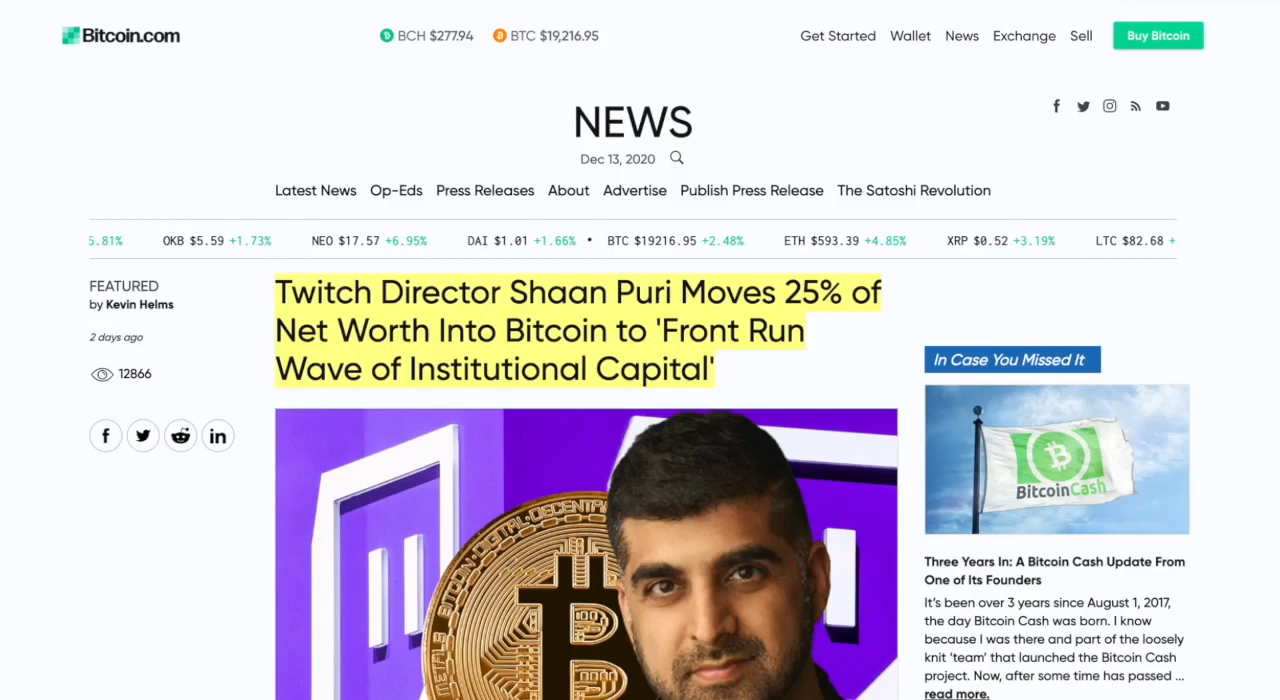 Bitcoin.com
BCH $277.94
BTC $19,216.95
Get Started
Wallet
News
Exchange
Sell
Buy Bitcoin
NEWS
Dec 13, 2020
Latest News
Op-Eds
Press Releases
About
Advertise
Publish Press Release
The Satoshi Revolution
5.81% OKB $5.59 +1.73% NEO $17.57 +6.95% DAI $1.01 +1.66% • BTC $19216.95 +2.48% ETH $593.39 +4.85% XRP $0.52 +3.19% LTC $82.68 +
FEATURED
by Kevin Helms
2 days ago
12866
Twitch Director Shaan Puri Moves 25% of
Net Worth Into Bitcoin to 'Front Run
Wave of Institutional Capital'
BITCOIN·DIGITAL·DECENTRA
In Case You Missed It
BitcoinCash
Three Years In: A Bitcoin Cash Update From
One of Its Founders
It's been over 3 years since August 1, 2017,
the day Bitcoin Cash was born. I know
because I was there and part of the loosely
knit 'team' that launched the Bitcoin Cash
project. Now, after some time has passed ...
read more.